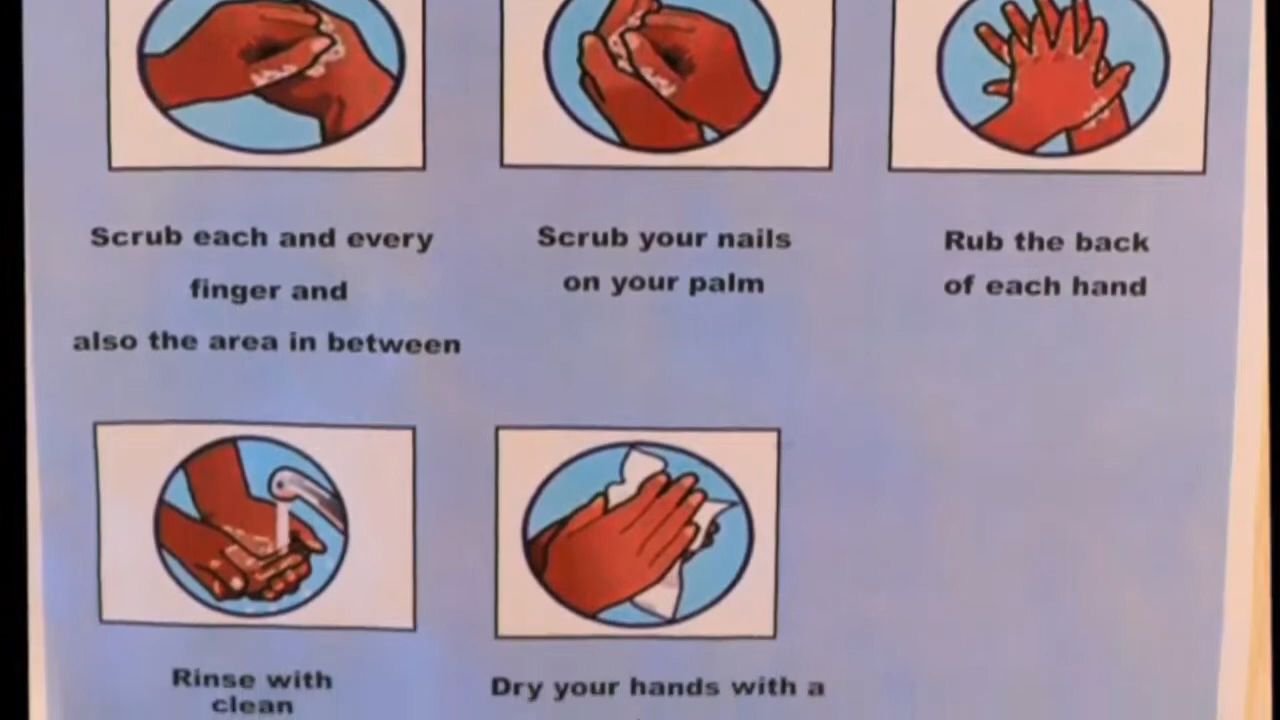 Scrub each and every
finger and
also the area in between
Scrub your nails
on your palm
Rub the back
of each hand
Rinse with
clean
Dry your hands with a